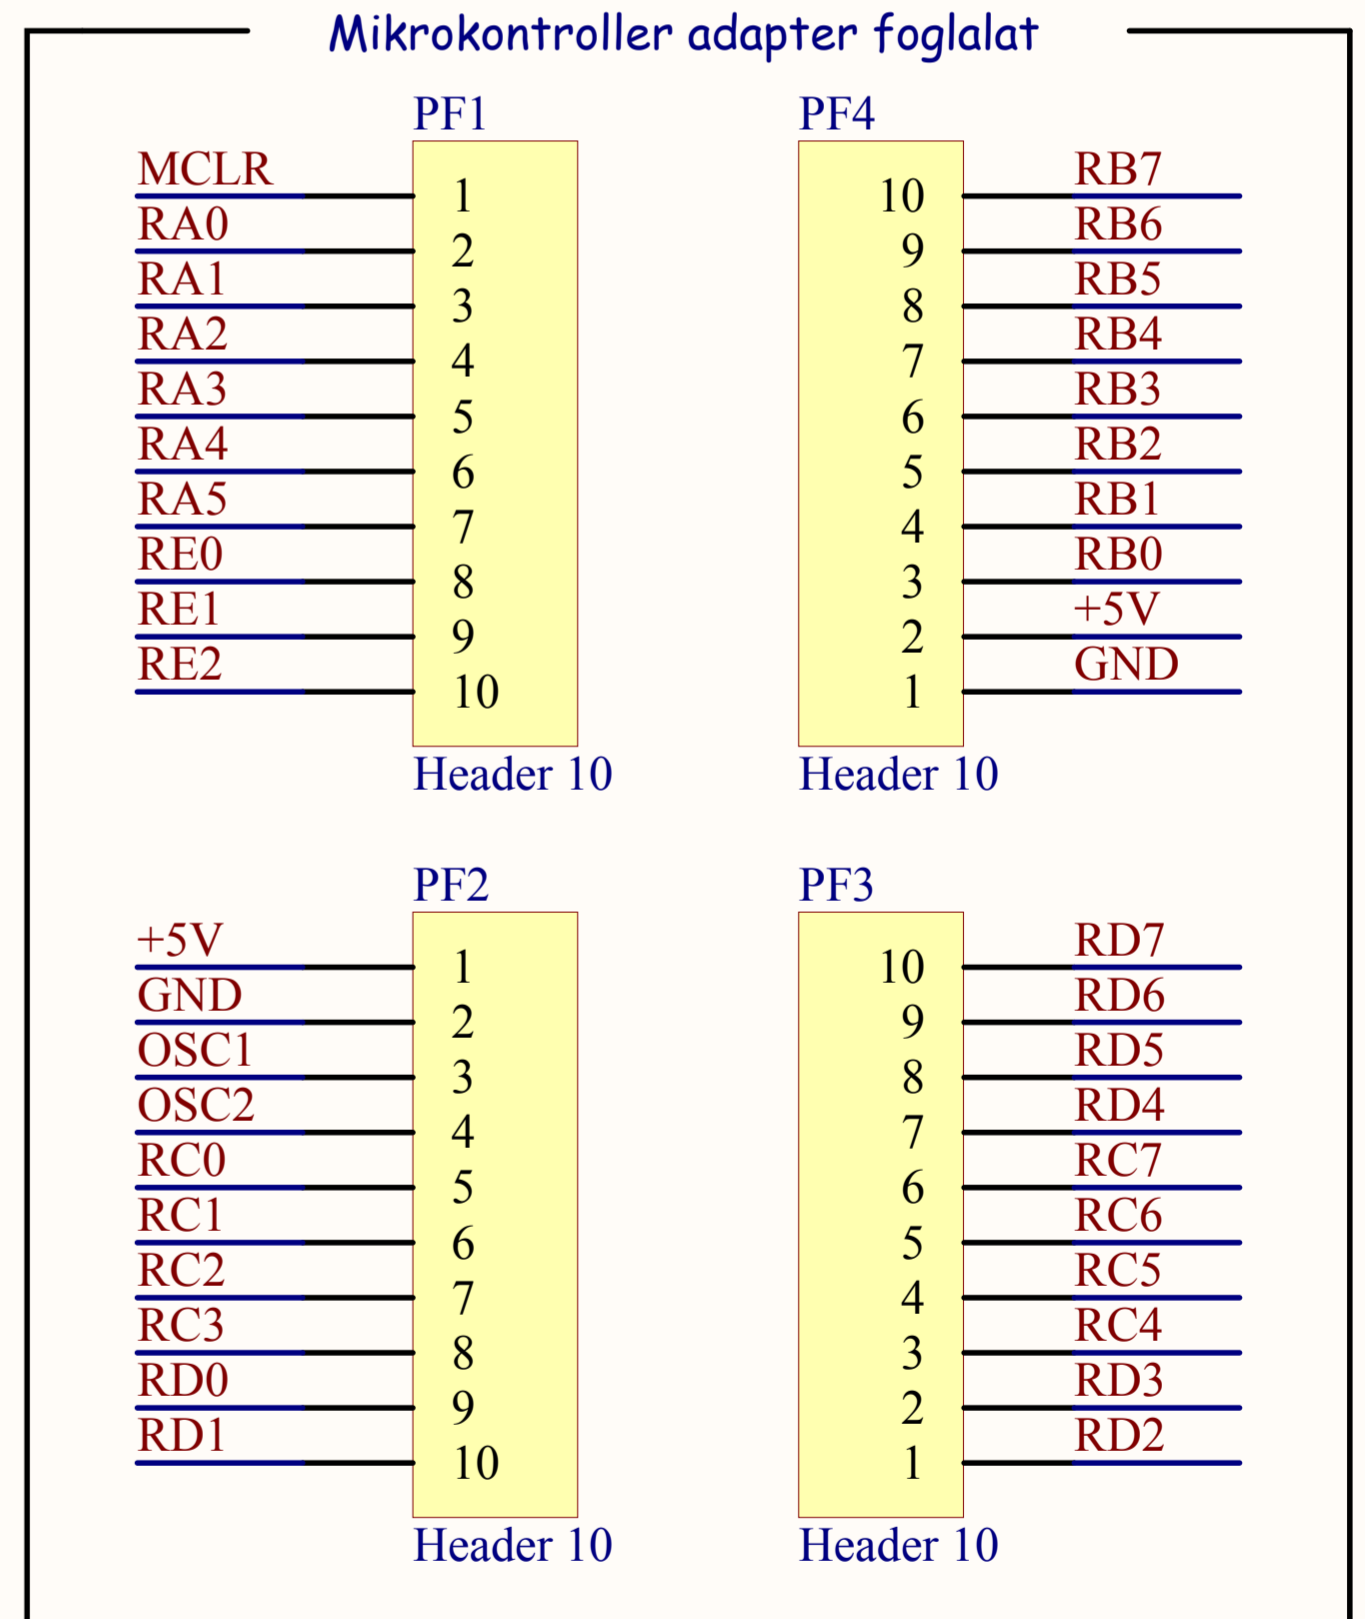 Mikrokontroller adapter foglalat
PF1
MCLR 1
RA0 2
RA1 3
RA2 4
RA3 5
RA4 6
RA5 7
RE0 8
RE1 9
RE2 10
Header 10
PF4
10 RB7
9 RB6
8 RB5
7 RB4
6 RB3
5 RB2
4 RB1
3 RB0
2 +5V
1 GND
Header 10
PF2
+5V 1
GND 2
OSC1 3
OSC2 4
RC0 5
RC1 6
RC2 7
RC3 8
RD0 9
RD1 10
Header 10
PF3
10 RD7
9 RD6
8 RD5
7 RD4
6 RC7
5 RC6
4 RC5
3 RC4
2 RD3
1 RD2
Header 10